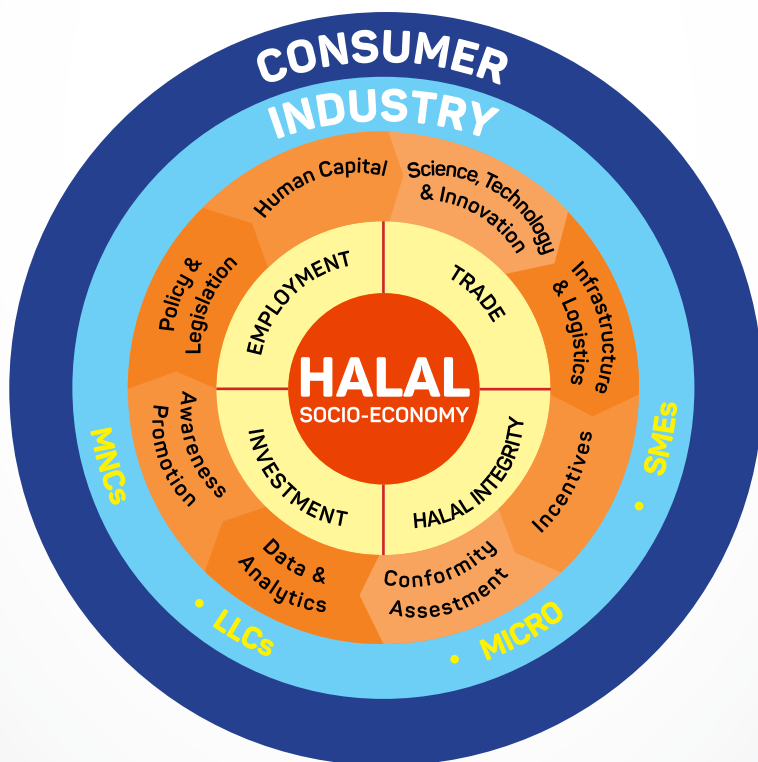 CONSUMER
INDUSTRY
Human Capital
Science, Technology
& Innovation
Infrastructure
& Logistics
Incentives
Conformity
Assestment
Data &
Analytics
Awareness
Promotion
Policy &
Legislation
EMPLOYMENT
TRADE
HALAL INTEGRITY
INVESTMENT
HALAL
SOCIO-ECONOMY
MNCs
• LLCs
• MICRO
• SMEs